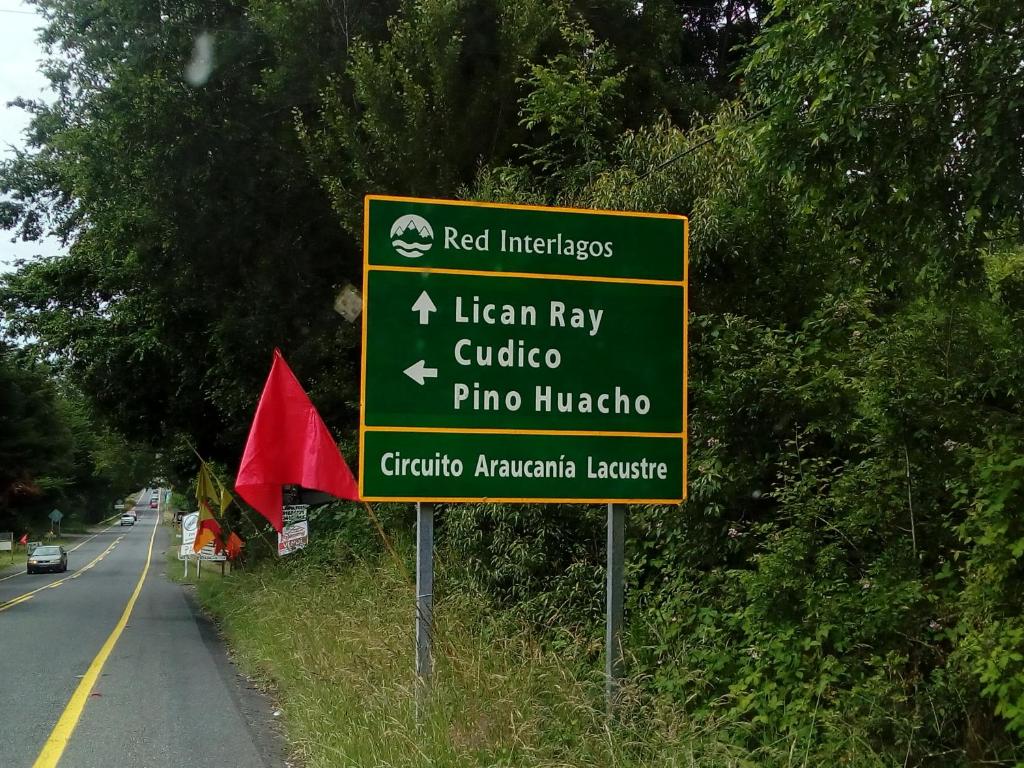 Red Interlagos
Lican Ray
Cudico
Pino Huacho
Circuito Araucanía Lacustre